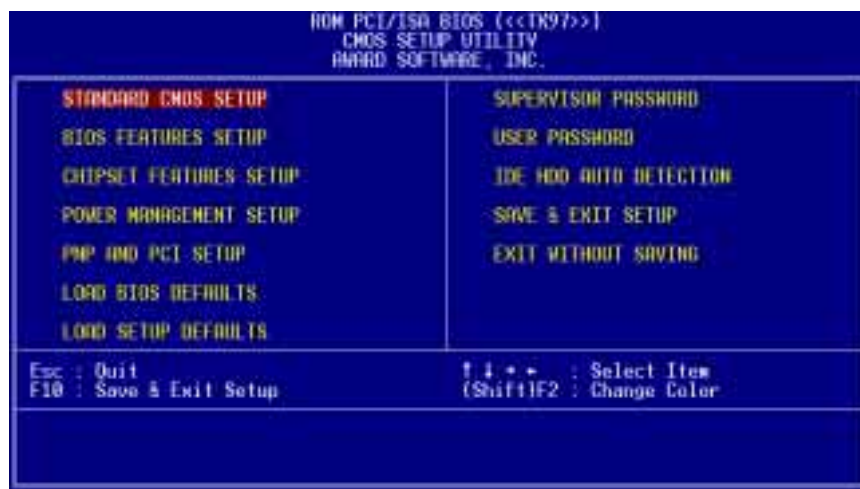 ROM PCI/ISA BIOS (<<TX97>>)
CMOS SETUP UTILITY
AWARD SOFTWARE, INC.
STANDARD CMOS SETUP
BIOS FEATURES SETUP
CHIPSET FEATURES SETUP
POWER MANAGEMENT SETUP
PNP AND PCI SETUP
LOAD BIOS DEFAULTS
LOAD SETUP DEFAULTS
SUPERVISOR PASSWORD
USER PASSWORD
IDE HDD AUTO DETECTION
SAVE & EXIT SETUP
EXIT WITHOUT SAVING
Esc : Quit
F10 : Save & Exit Setup
↑ ↓ → ← : Select Item
(Shift)F2 : Change Color